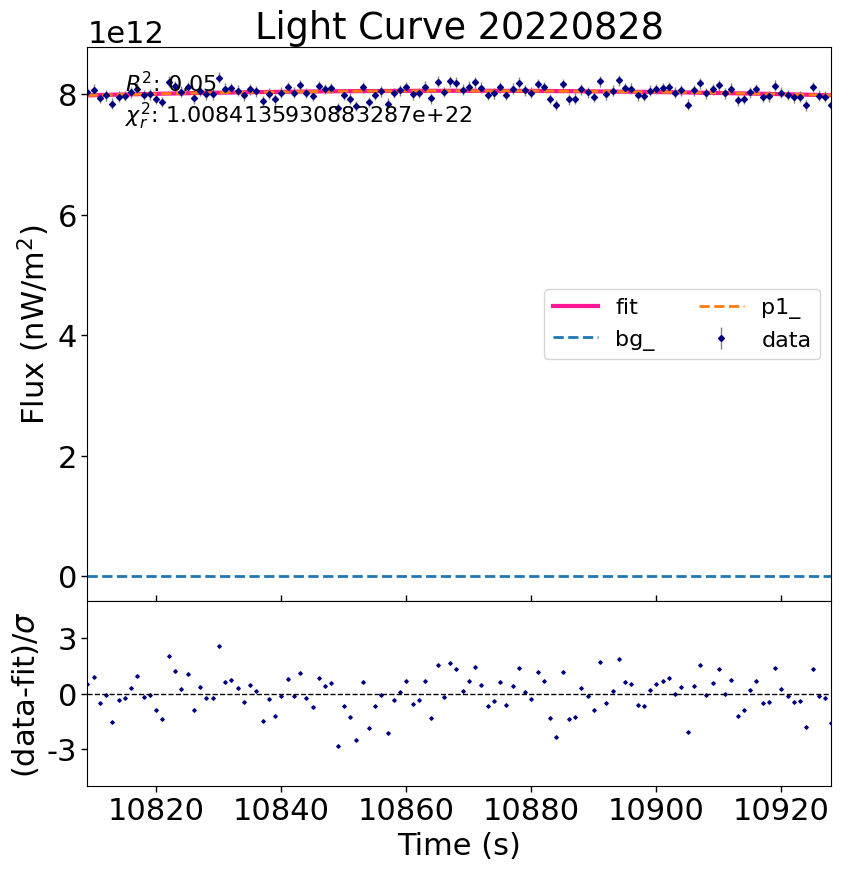 Light Curve 20220828
1e12
R²: 0.05
χ²ᵣ: 1.0084135930883287e+22
8
6
4
2
0
Flux (nW/m²)
fit
bg_
p1_
data
3
0
-3
(data-fit)/σ
10820 10840 10860 10880 10900 10920
Time (s)